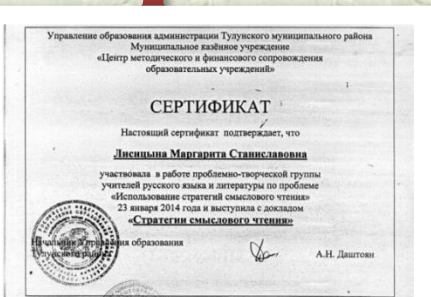 Управление образования администрации Тулунского муниципального района
Муниципальное казённое учреждение
«Центр методического и финансового сопровождения
образовательных учреждений»
СЕРТИФИКАТ
Настоящий сертификат подтверждает, что
Лисицына Маргарита Станиславовна
участвовала в работе проблемно-творческой группы
учителей русского языка и литературы по проблеме
«Использование стратегий смыслового чтения»
23 января 2014 года и выступила с докладом
«Стратегии смыслового чтения»
Начальник Управления образования
Тулунского района
А.Н. Даштоян